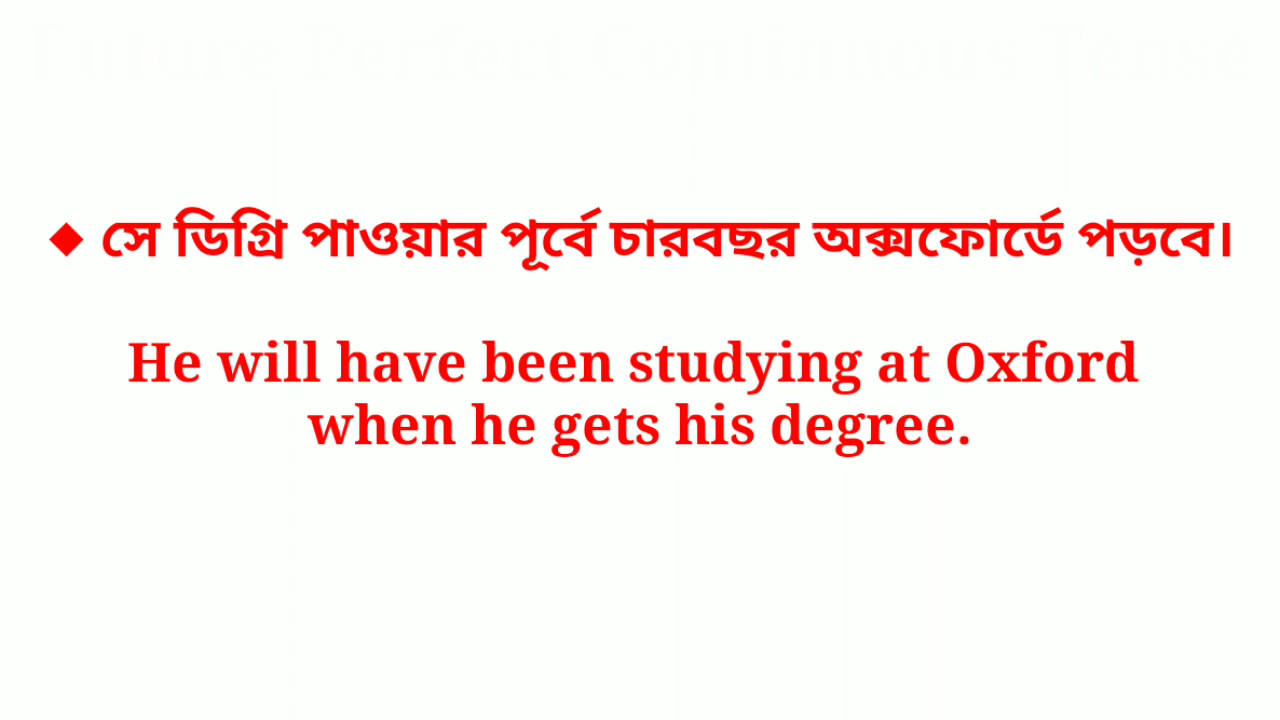 Future Perfect Continuous Tense
◆ সে ডিগ্রি পাওয়ার পূর্বে চারবছর অক্সফোর্ডে পড়বে।
He will have been studying at Oxford
when he gets his degree.